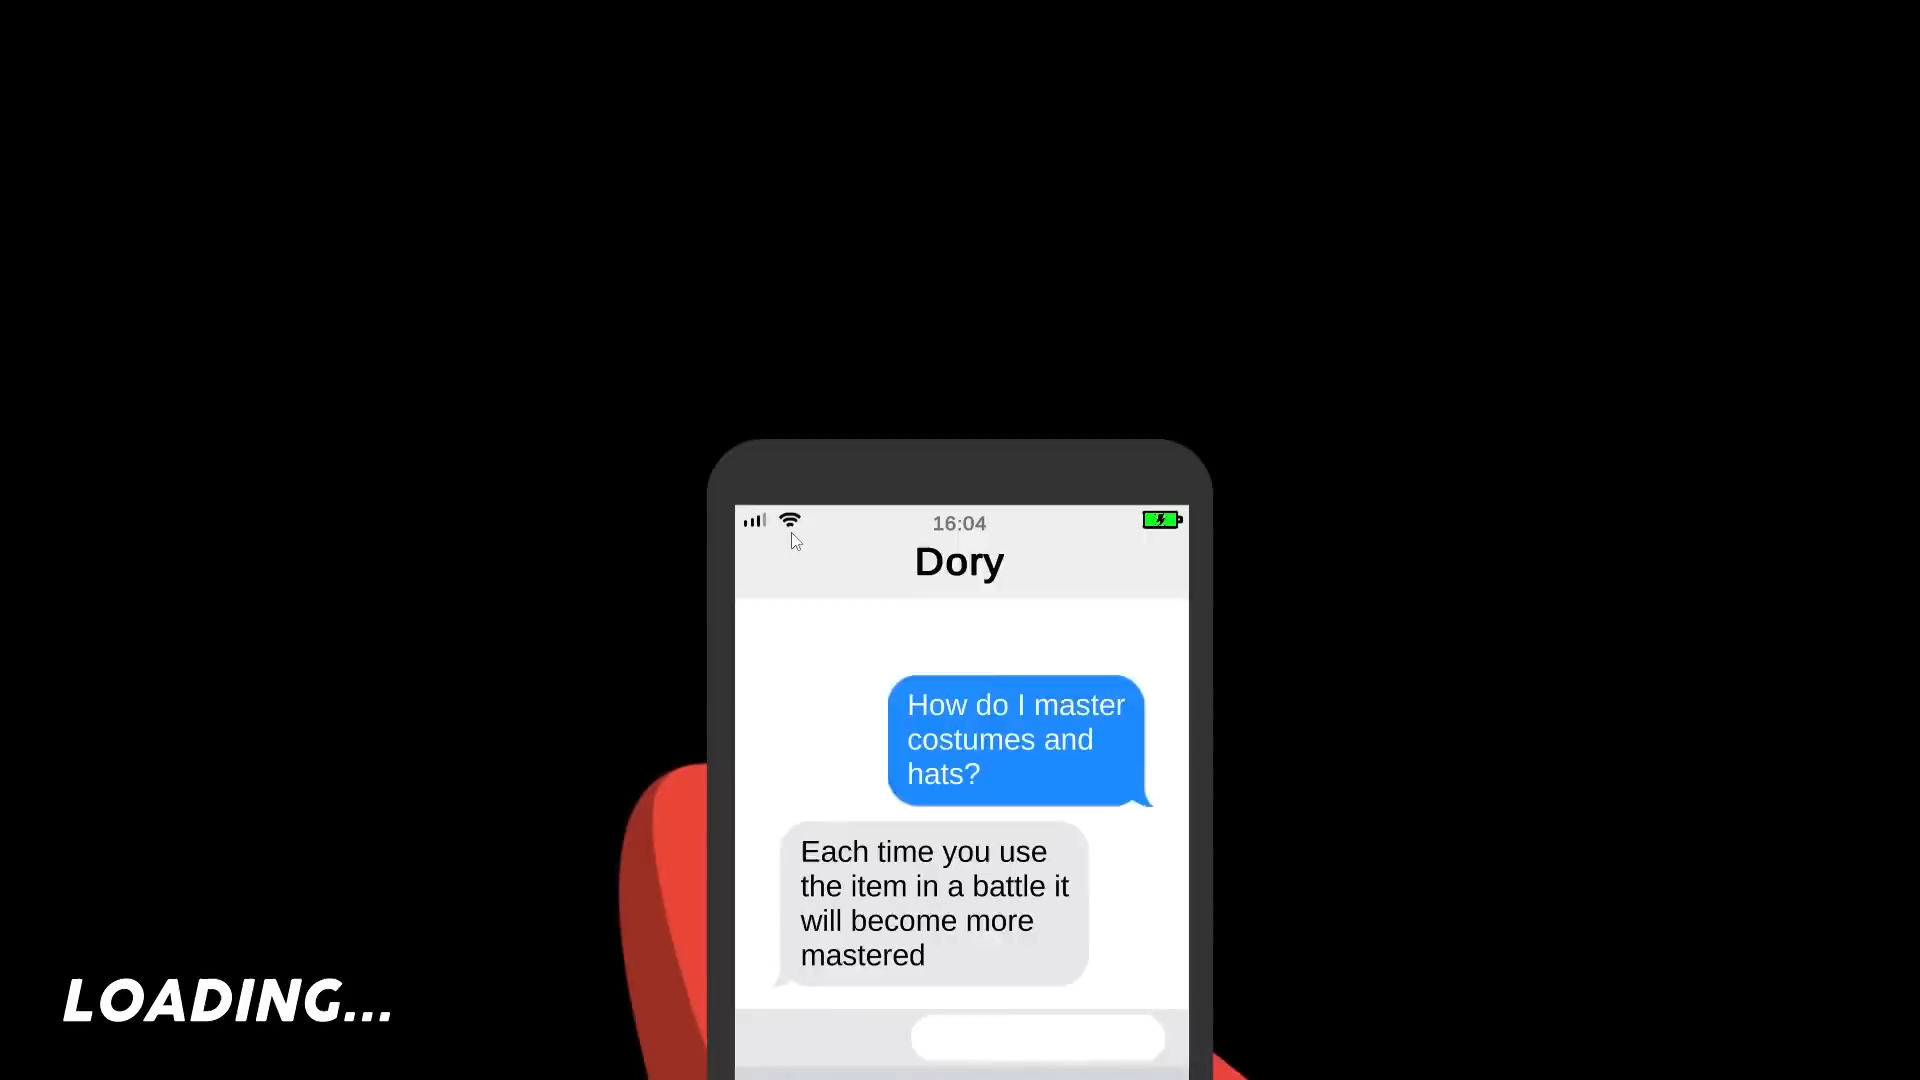 16:04
Dory
How do I master
costumes and
hats?
Each time you use
the item in a battle it
will become more
mastered
LOADING...